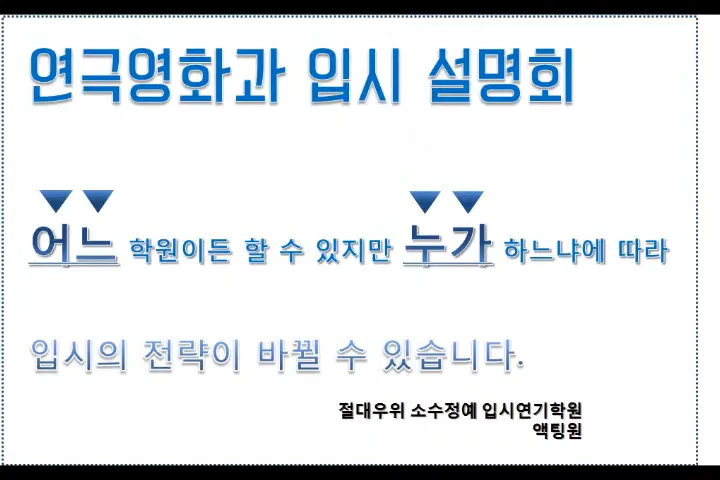 연극영화과 입시 설명회
어느 학원이든 할 수 있지만 누가 하느냐에 따라
입시의 전략이 바뀔 수 있습니다.
절대우위 소수정예 입시연기학원
액팅원